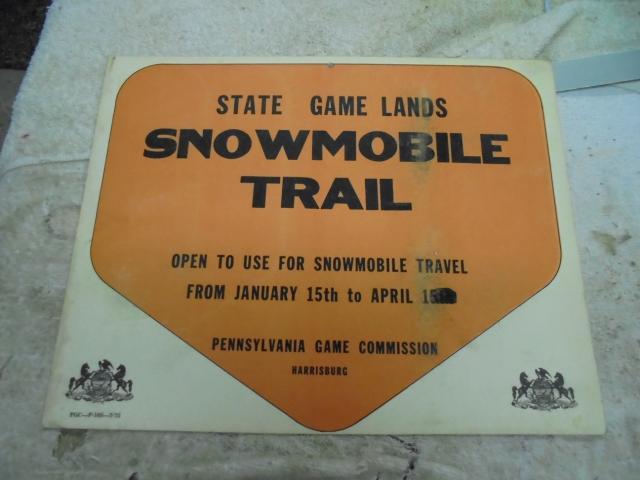 STATE GAME LANDS
SNOWMOBILE
TRAIL
OPEN TO USE FOR SNOWMOBILE TRAVEL
FROM JANUARY 15th to APRIL
PENNSYLVANIA GAME COMMISSION
HARRISBURG